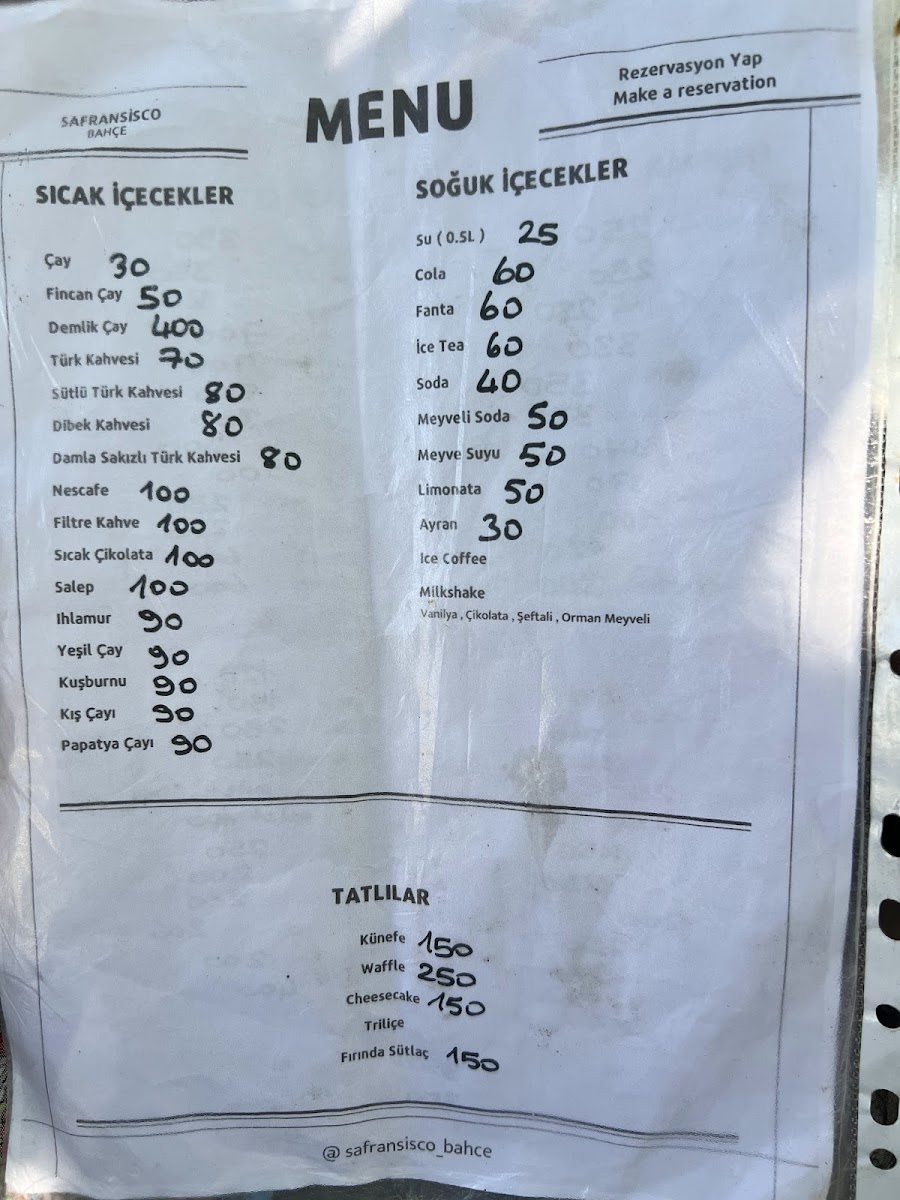 SAFRANSİSCO
BAHÇE
MENU
Rezervasyon Yap
Make a reservation
SICAK İÇECEKLER
Çay 30
Fincan Çay 50
Demlik Çay 400
Türk Kahvesi 70
Sütlü Türk Kahvesi 80
Dibek Kahvesi 80
Damla Sakızlı Türk Kahvesi 80
Nescafe 100
Filtre Kahve 100
Sıcak Çikolata 100
Salep 100
Ihlamur 90
Yeşil Çay 90
Kuşburnu 90
Kış Çayı 90
Papatya Çayı 90
SOĞUK İÇECEKLER
Su ( 0.5L ) 25
Cola 60
Fanta 60
İce Tea 60
Soda 40
Meyveli Soda 50
Meyve Suyu 50
Limonata 50
Ayran 30
Ice Coffee
Milkshake
Vanilya , Çikolata , Şeftali , Orman Meyveli
TATLILAR
Künefe 150
Waffle 250
Cheesecake 150
Triliçe
Fırında Sütlaç 150
@ safransisco_bahce